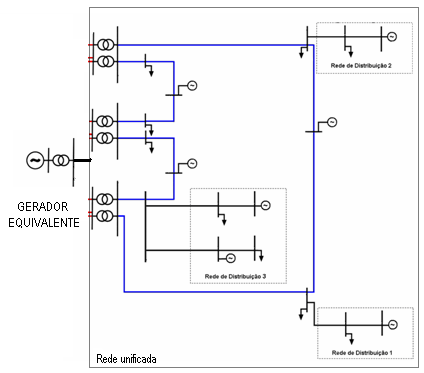 Rede de Distribuição 2
GERADOR
EQUIVALENTE
Rede de Distribuição 3
Rede de Distribuição 1
Rede unificada